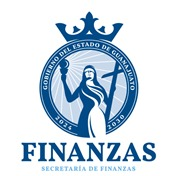 GOBIERNO DEL ESTADO DE GUANAJUATO
2024 2030
FINANZAS
SECRETARÍA DE FINANZAS